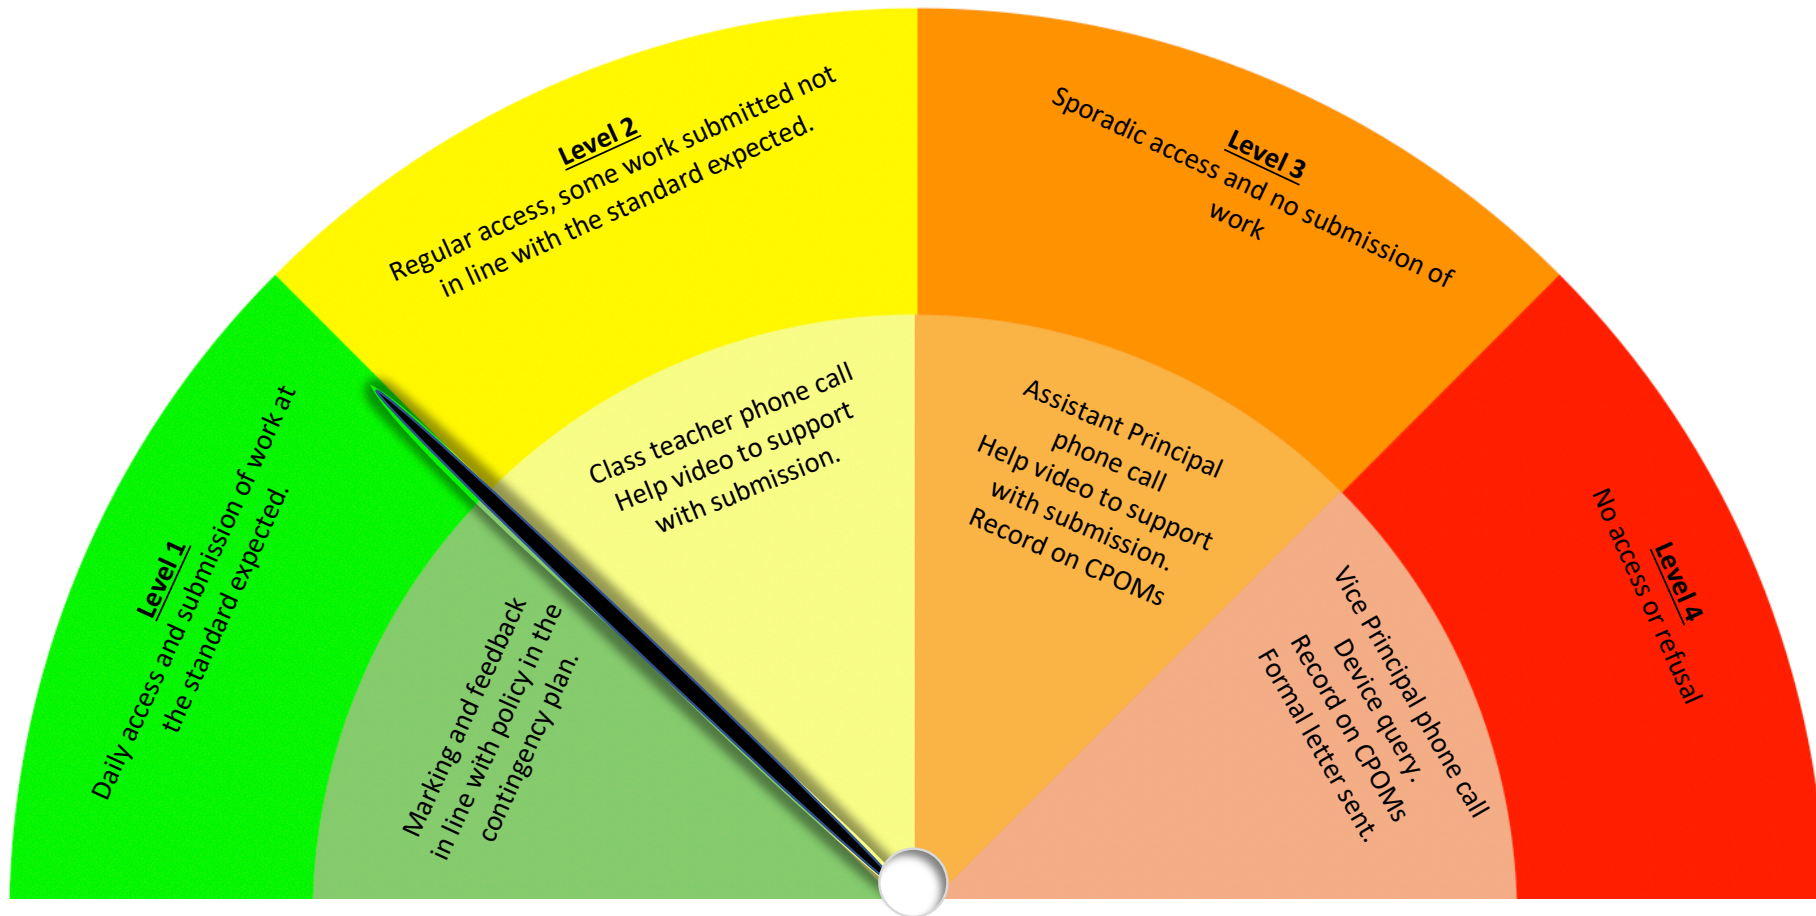 Level 1
Daily access and submission of work at
the standard expected.
Marking and feedback
in line with policy in the
contingency plan.
Level 2
Regular access, some work submitted not
in line with the standard expected.
Class teacher phone call
Help video to support
with submission.
Level 3
Sporadic access and no submission of
work
Assistant Principal
phone call
Help video to support
with submission.
Record on CPOMs
Level 4
No access or refusal
Vice Principal phone call
Device query.
Record on CPOMs
Formal letter sent.